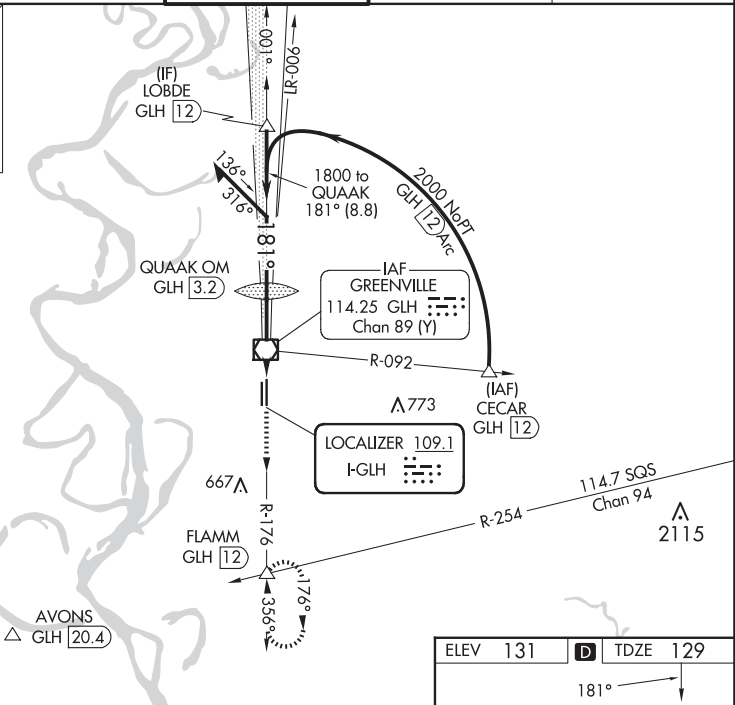 001°
LR-006
(IF)
LOBDE
GLH 12
136°
316°
1800 to
QUAAK
181° (8.8)
2000 NoPT
GLH 12 Arc
181°
QUAAK OM
GLH 3.2
IAF
GREENVILLE
114.25 GLH
Chan 89 (Y)
R-092
(IAF)
CECAR
GLH 12
773
LOCALIZER 109.1
I-GLH
667
R-176
114.7 SQS
Chan 94
R-254
2115
FLAMM
GLH 12
356°
176°
AVONS
GLH 20.4
ELEV 131 D TDZE 129
181°